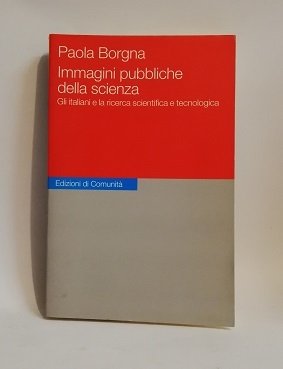 Paola Borgna
Immagini pubbliche
della scienza
Gli italiani e la ricerca scientifica e tecnologica
Edizioni di Comunità